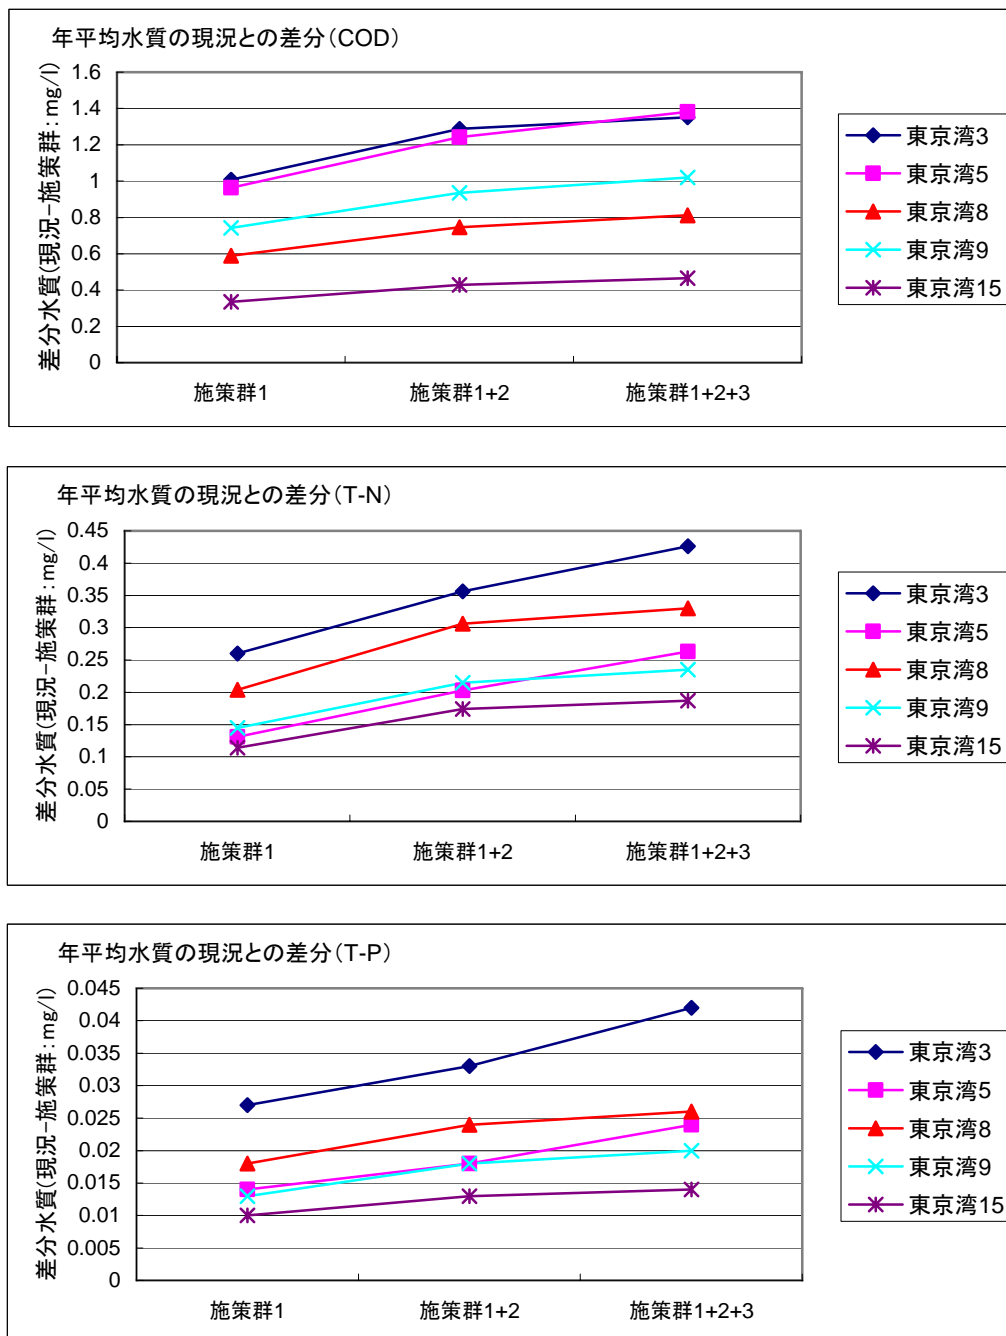 年平均水質の現況との差分(COD)
差分水質(現況-施策群:mg/l)
1.6
1.4
1.2
1
0.8
0.6
0.4
0.2
0
施策群1 施策群1+2 施策群1+2+3
東京湾3
東京湾5
東京湾8
東京湾9
東京湾15
年平均水質の現況との差分(T-N)
差分水質(現況-施策群:mg/l)
0.45
0.4
0.35
0.3
0.25
0.2
0.15
0.1
0.05
0
施策群1 施策群1+2 施策群1+2+3
東京湾3
東京湾5
東京湾8
東京湾9
東京湾15
年平均水質の現況との差分(T-P)
差分水質(現況-施策群:mg/l)
0.045
0.04
0.035
0.03
0.025
0.02
0.015
0.01
0.005
0
施策群1 施策群1+2 施策群1+2+3
東京湾3
東京湾5
東京湾8
東京湾9
東京湾15